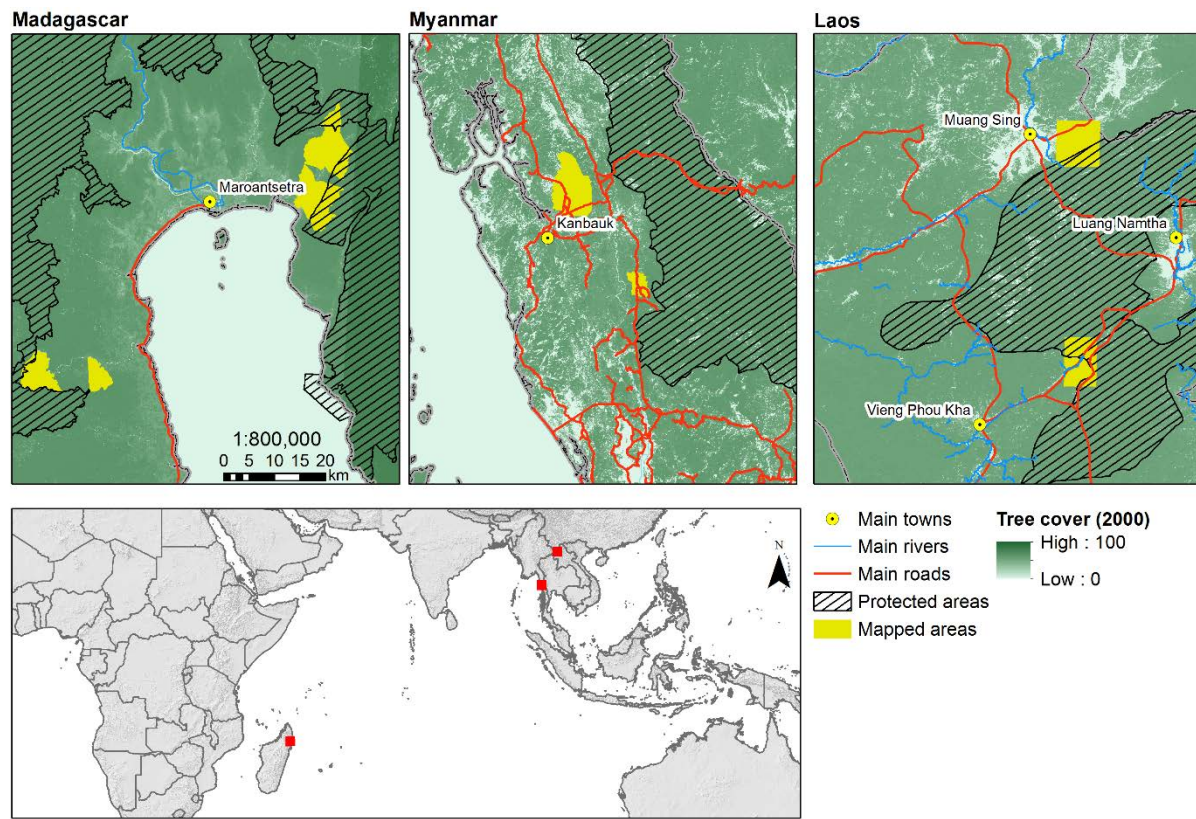 Madagascar
Maroantsetra
1:800,000
0 5 10 15 20
km
Myanmar
Kanbauk
Laos
Muang Sing
Luang Namtha
Vieng Phou Kha
N
Main towns
Main rivers
Main roads
Protected areas
Mapped areas
Tree cover (2000)
High : 100
Low : 0